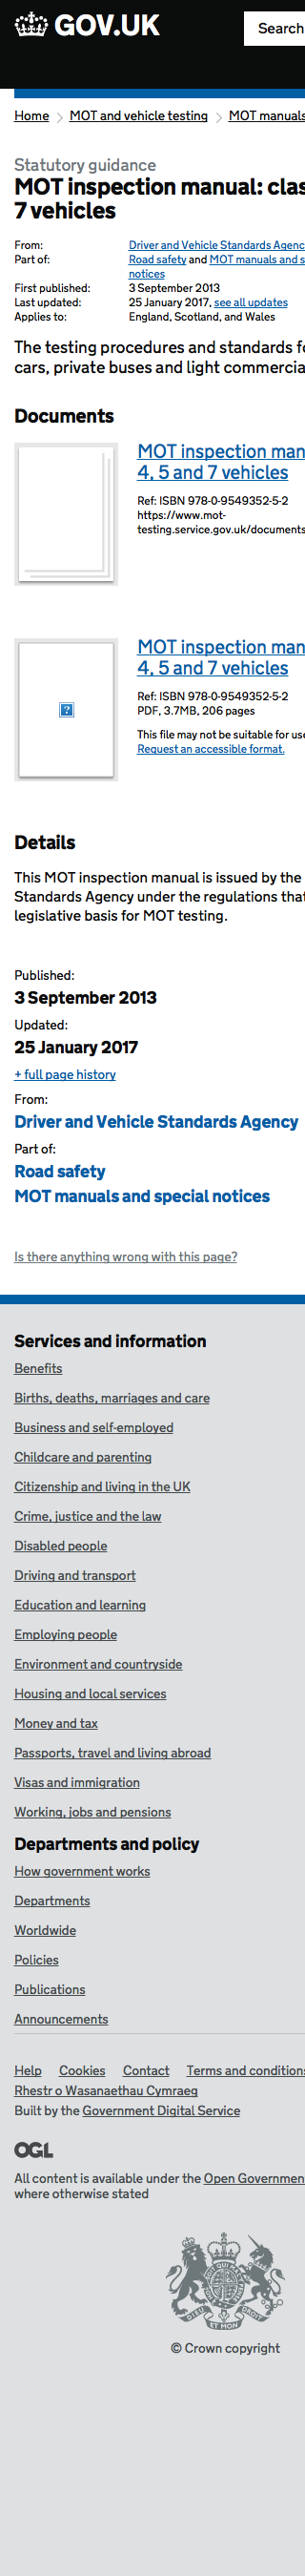 GOV.UK
Search
Home
MOT and vehicle testing
MOT manuals
Statutory guidance
MOT inspection manual:
7 vehicles
From:
Driver and Vehicle Standards
Part of:
Road safety and MOT manuals and
notices
First published:
3 September 2013
Last updated:
25 January 2017, see all updates
Applies to:
England, Scotland, and Wales
The testing procedures and standards
cars, private buses and light
Documents
MOT inspection
4, 5 and 7 vehicles
Ref: ISBN 978-0-9549352-5-2
https://www.mot-
testing.service.gov.uk/documents
MOT inspection
4, 5 and 7 vehicles
Ref: ISBN 978-0-9549352-5-2
PDF, 3.7MB, 206 pages
This file may not be suitable for
Request an accessible format.
Details
This MOT inspection manual is issued by the
Standards Agency under the regulations
legislative basis for MOT testing.
Published:
3 September 2013
Updated:
25 January 2017
+ full page history
From:
Driver and Vehicle Standards Agency
Part of:
Road safety
MOT manuals and special notices
Is there anything wrong with this page?
Services and information
Benefits
Births, deaths, marriages and care
Business and self-employed
Childcare and parenting
Citizenship and living in the UK
Crime, justice and the law
Disabled people
Driving and transport
Education and learning
Employing people
Environment and countryside
Housing and local services
Money and tax
Passports, travel and living abroad
Visas and immigration
Working, jobs and pensions
Departments and policy
How government works
Departments
Worldwide
Policies
Publications
Announcements
Help Cookies Contact Terms and conditions
Rhestr o Wasanaethau Cymraeg
Built by the Government Digital Service
OGL
All content is available under the Open
where otherwise stated
© Crown copyright